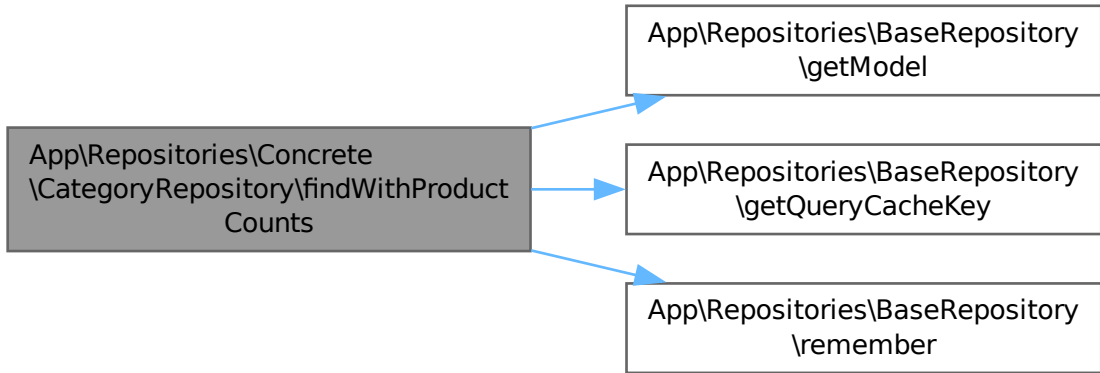 App\Repositories\Concrete
\CategoryRepository\findWithProduct
Counts
App\Repositories\BaseRepository
\getModel
App\Repositories\BaseRepository
\getQueryCacheKey
App\Repositories\BaseRepository
\remember